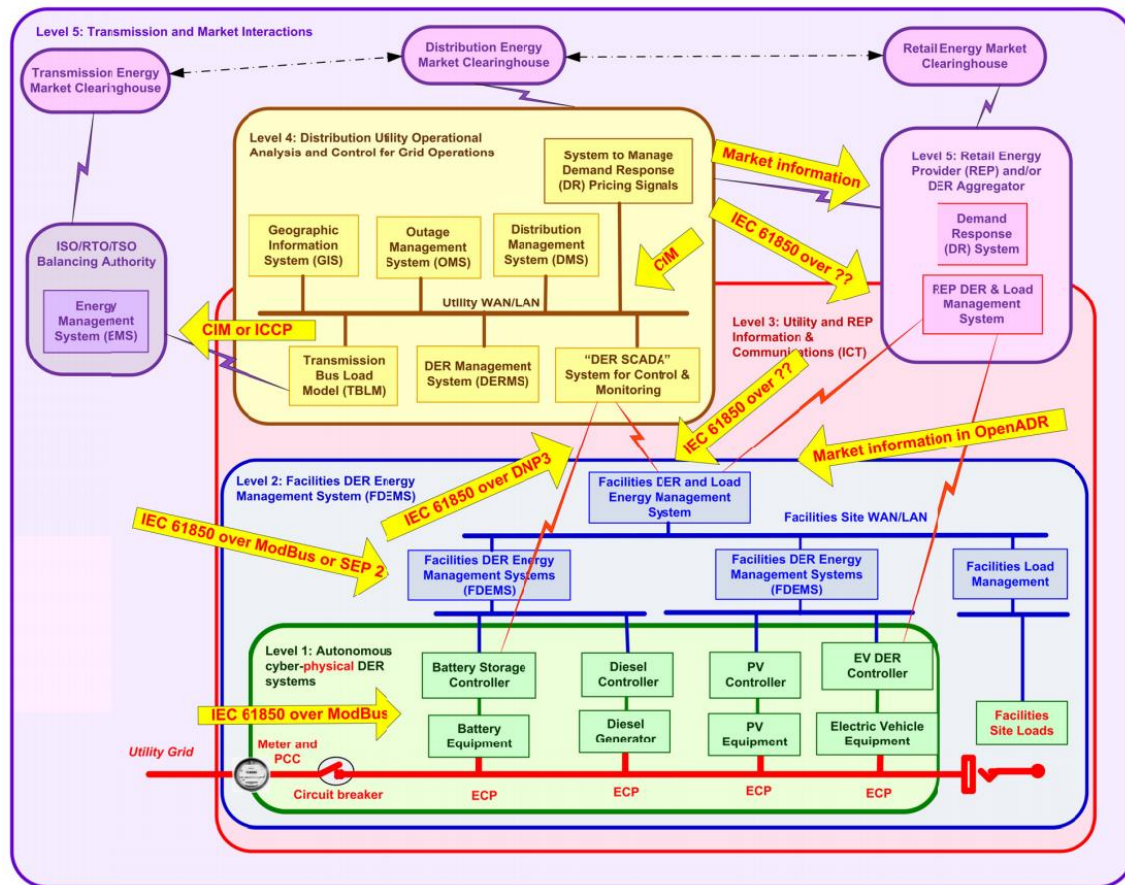 Level 5: Transmission and Market Interactions
Transmission Energy
Market Clearinghouse
Distribution Energy
Market Clearinghouse
Retail Energy Market
Clearinghouse
Level 4: Distribution Utility Operational
Analysis and Control for Grid Operations
System to Manage
Demand Response
(DR) Pricing Signals
Market information
Level 5: Retail Energy
Provider (REP) and/or
DER Aggregator
Demand
Response
(DR) System
REP DER & Load
Management
System
ISO/RTO/TSO
Balancing Authority
Energy
Management
System (EMS)
Geographic
Information
System (GIS)
Outage
Management
System (OMS)
Distribution
Management
System (DMS)
CIM
IEC 61850 over ??
Utility WAN/LAN
CIM or ICCP
Transmission
Bus Load
Model (TBLM)
DER Management
System (DERMS)
“DER SCADA”
System for Control &
Monitoring
Level 3: Utility and REP
Information &
Communications (ICT)
IEC 61850 over ??
Market information in OpenADR
IEC 61850 over DNP3
IEC 61850 over ModBus or SEP 2
Level 2: Facilities DER Energy
Management System (FDEMS)
Facilities DER and Load
Energy Management
System
Facilities Site WAN/LAN
Facilities DER Energy
Management Systems
(FDEMS)
Facilities DER Energy
Management Systems
(FDEMS)
Facilities Load
Management
Level 1: Autonomous
cyber-physical DER
systems
Battery Storage
Controller
Diesel
Controller
PV
Controller
EV DER
Controller
IEC 61850 over ModBus
Battery
Equipment
Diesel
Generator
PV
Equipment
Electric Vehicle
Equipment
Facilities
Site Loads
Utility Grid
Meter and
PCC
Circuit breaker
ECP
ECP
ECP
ECP